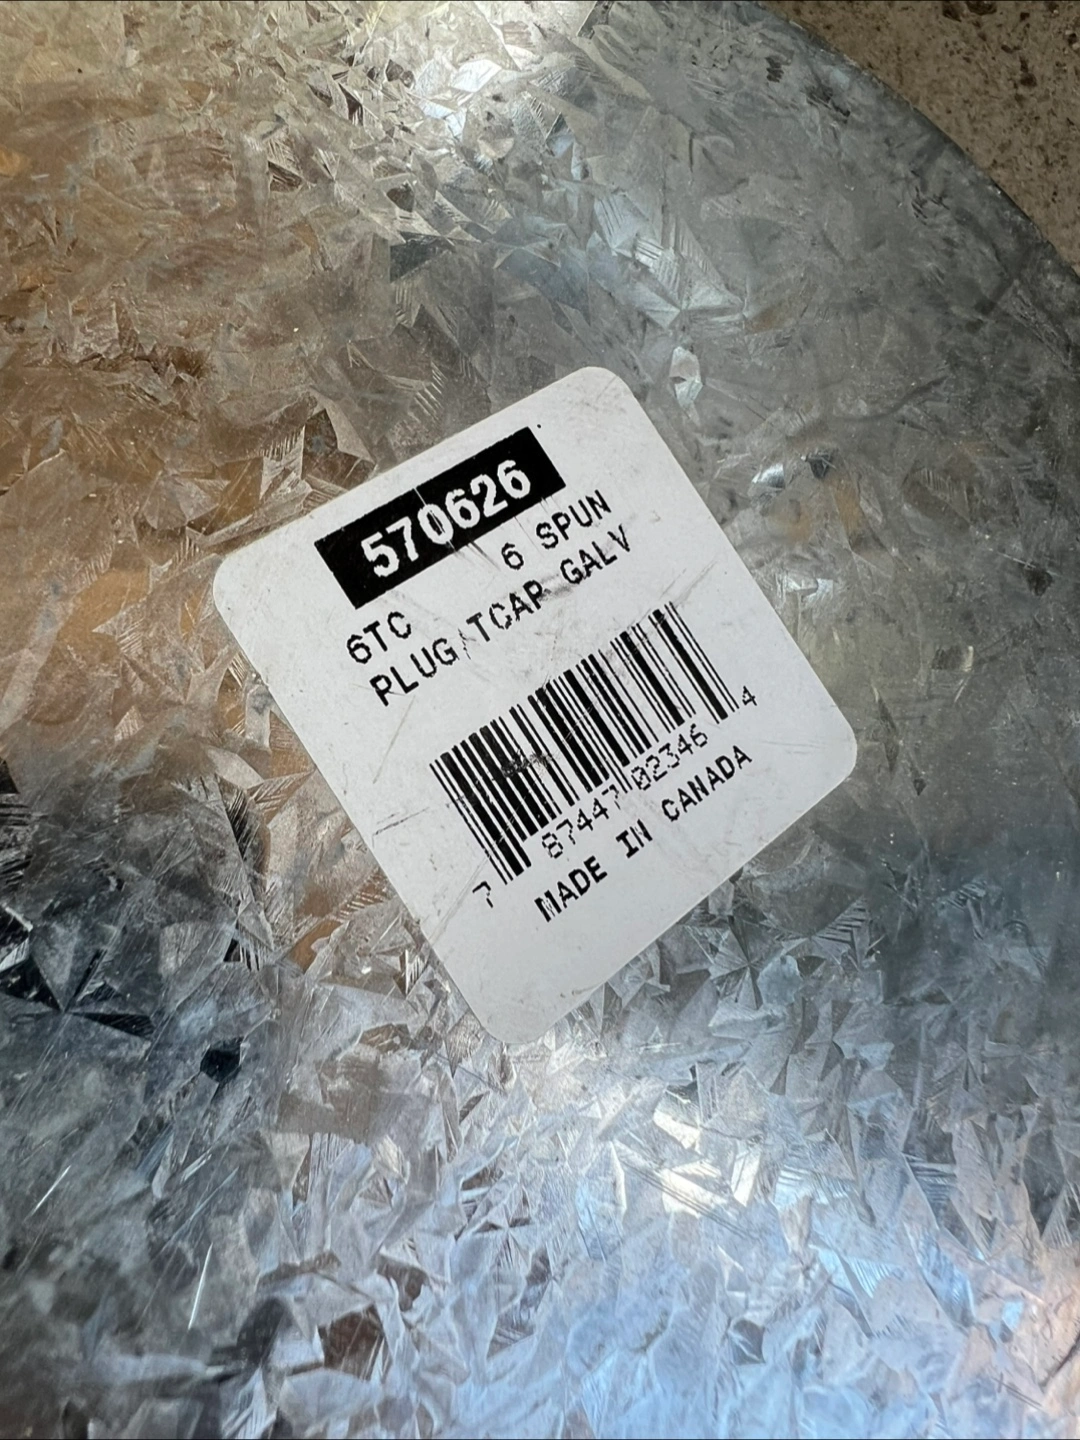 570626
6TC 6 SPUN
PLUG/TCAP GALV
7 87447 02346 4
MADE IN CANADA